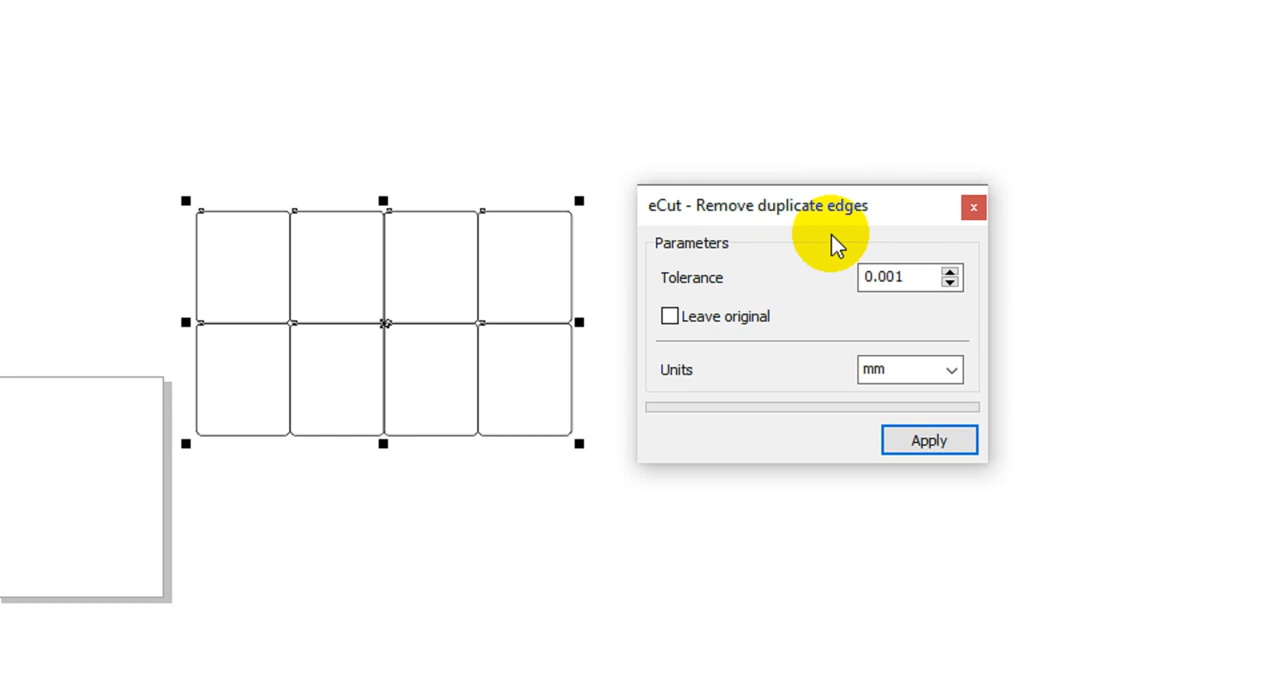 eCut - Remove duplicate edges
x
Parameters
Tolerance 0.001
Leave original
Units mm
Apply